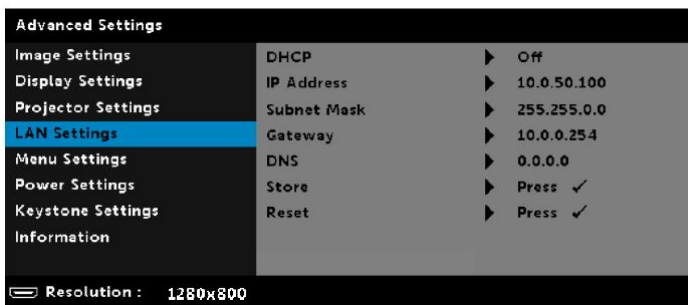 Advanced Settings
Image Settings
Display Settings
Projector Settings
LAN Settings
Menu Settings
Power Settings
Keystone Settings
Information
DHCP Off
IP Address 10.0.50.100
Subnet Mask 255.255.0.0
Gateway 10.0.0.254
DNS 0.0.0.0
Store Press ✓
Reset Press ✓
Resolution : 1280x800